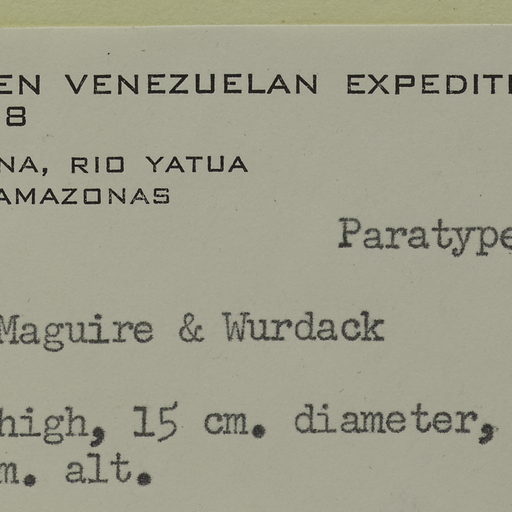 EN VENEZUELAN EXPEDITI
8
NA, RIO YATUA
AMAZONAS
Paratype
Maguire & Wurdack
high, 15 cm. diameter,
m. alt.